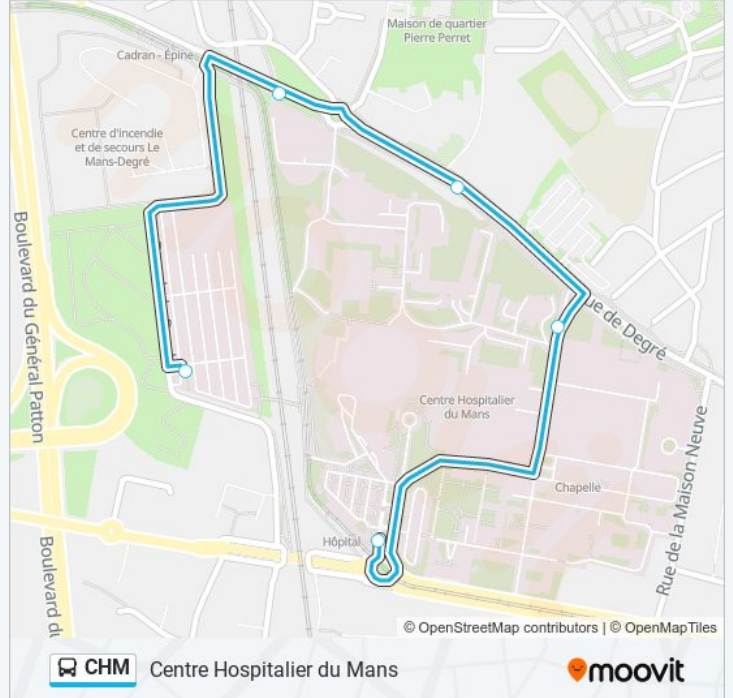 Maison de quartier
Pierre Perret
Cadran - Épine
Centre d'incendie
et de secours Le
Mans-Degré
Boulevard du Général Patton
ue de Degré
Centre Hospitalier
du Mans
Rue de la Maison Neuve
Chapelle
Hôpital
Boulevard du
© OpenStreetMap contributors | © OpenMapTiles
CHM Centre Hospitalier du Mans
moovit